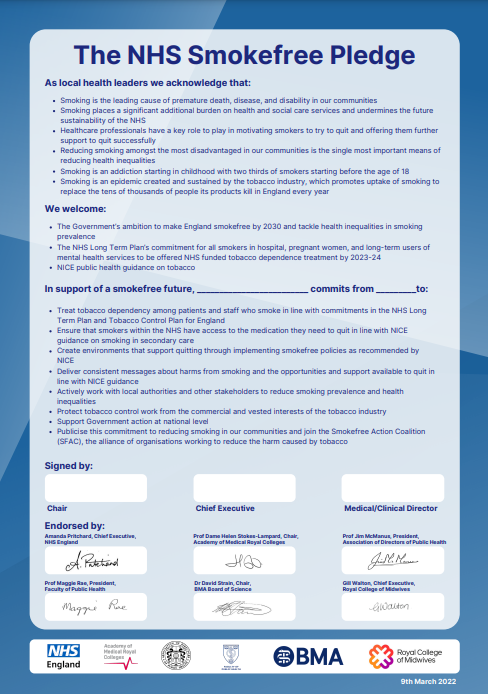 The NHS Smokefree Pledge
As local health leaders we acknowledge that:
• Smoking is the leading cause of premature death, disease, and disability in our communities
• Smoking places a significant additional burden on health and social care services and undermines the future
sustainability of the NHS
• Healthcare professionals have a key role to play in motivating smokers to try to quit and offering them further
support to quit successfully
• Reducing smoking amongst the most disadvantaged in our communities is the single most important means of
reducing health inequalities
• Smoking is an addiction starting in childhood with two thirds of smokers starting before the age of 18
• Smoking is an epidemic created and sustained by the tobacco industry, which promotes uptake of smoking to
replace the tens of thousands of people its products kill in England every year
We welcome:
• The Government's ambition to make England smokefree by 2030 and tackle health inequalities in smoking
prevalence
• The NHS Long Term Plan's commitment for all smokers in hospital, pregnant women, and long-term users of
mental health services to be offered NHS funded tobacco dependence treatment by 2023-24
• NICE public health guidance on tobacco
In support of a smokefree future, ______________________ commits from ________to:
• Treat tobacco dependency among patients and staff who smoke in line with commitments in the NHS Long
Term Plan and Tobacco Control Plan for England
• Ensure that smokers within the NHS have access to the medication they need to quit in line with NICE
guidance on smoking in secondary care
• Create environments that support quitting through implementing smokefree policies as recommended by
NICE
• Deliver consistent messages about harms from smoking and the opportunities and support available to quit in
line with NICE guidance
• Actively work with local authorities and other stakeholders to reduce smoking prevalence and health
inequalities
• Protect tobacco control work from the commercial and vested interests of the tobacco industry
• Support Government action at national level
• Publicise this commitment to reducing smoking in our communities and join the Smokefree Action Coalition
(SFAC), the alliance of organisations working to reduce the harm caused by tobacco
Signed by:
Chair
Chief Executive
Medical/Clinical Director
Endorsed by:
Amanda Pritchard, Chief Executive,
NHS England
Prof Dame Helen Stokes-Lampard, Chair,
Academy of Medical Royal Colleges
Prof Jim McManus, President,
Association of Directors of Public Health
A. Pritchard
Prof Maggie Rae, President,
Faculty of Public Health
Dr David Strain, Chair,
BMA Board of Science
Gill Walton, Chief Executive,
Royal College of Midwives
Maggie Rae
GWalton
NHS
England
Academy of
Medical Royal
Colleges
BMA
Royal College
of Midwives
9th March 2022